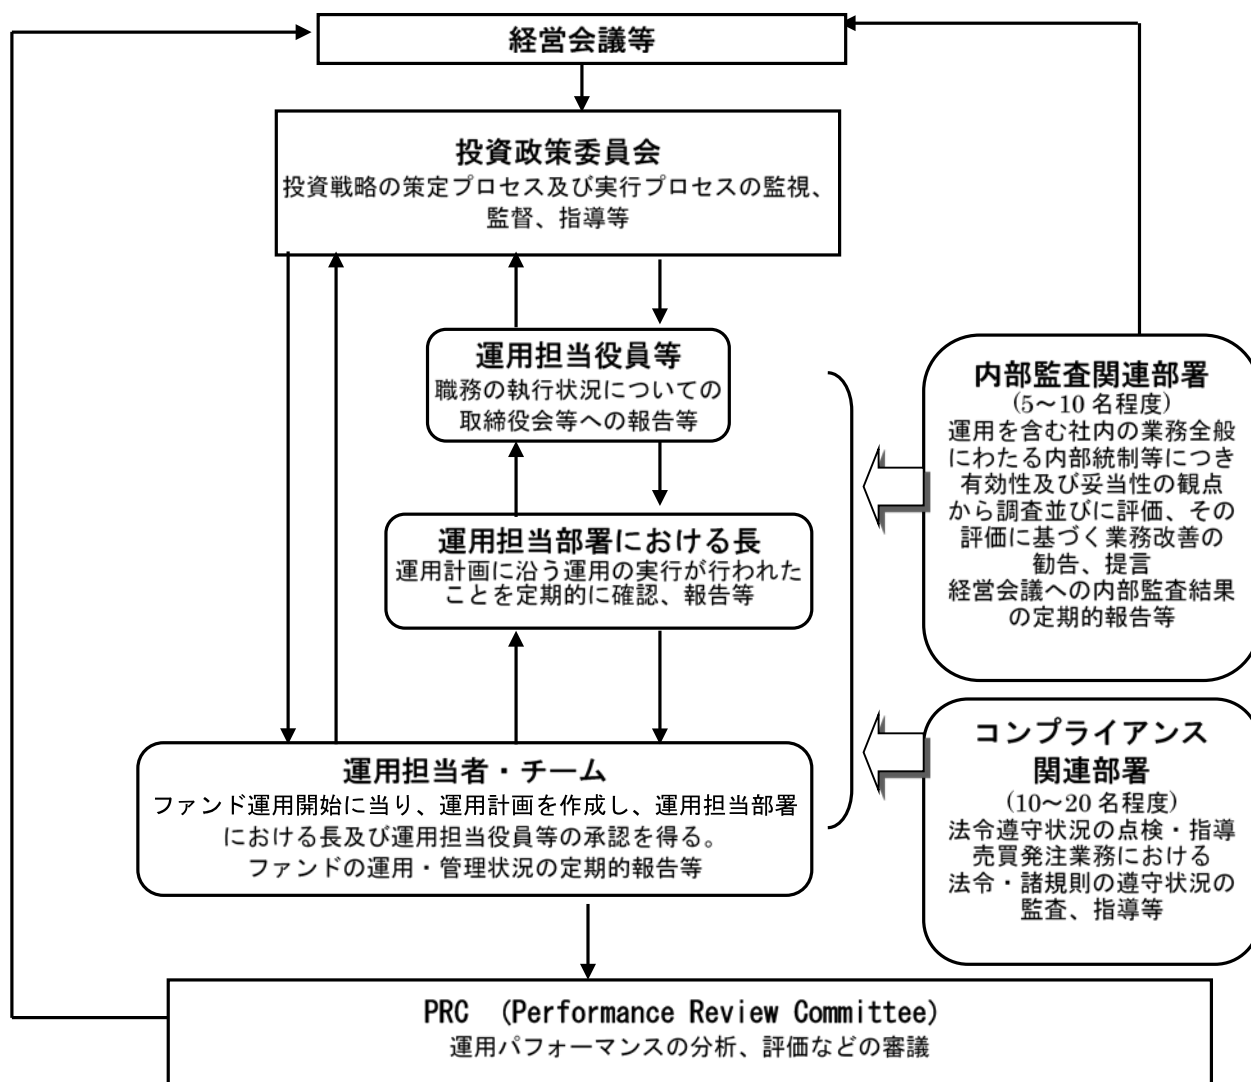 経営会議等
投資政策委員会
投資戦略の策定プロセス及び実行プロセスの監視、
監督、指導等
運用担当役員等
職務の執行状況についての
取締役会等への報告等
運用担当部署における長
運用計画に沿う運用の実行が行われた
ことを定期的に確認、報告等
運用担当者・チーム
ファンド運用開始に当り、運用計画を作成し、運用担当部署
における長及び運用担当役員等の承認を得る。
ファンドの運用・管理状況の定期的報告等
内部監査関連部署
(5～10 名程度)
運用を含む社内の業務全般
にわたる内部統制等につき
有効性及び妥当性の観点
から調査並びに評価、その
評価に基づく業務改善の
勧告、提言
経営会議への内部監査結果
の定期的報告等
コンプライアンス
関連部署
(10～20 名程度)
法令遵守状況の点検・指導
売買発注業務における
法令・諸規則の遵守状況の
監査、指導等
PRC (Performance Review Committee)
運用パフォーマンスの分析、評価などの審議